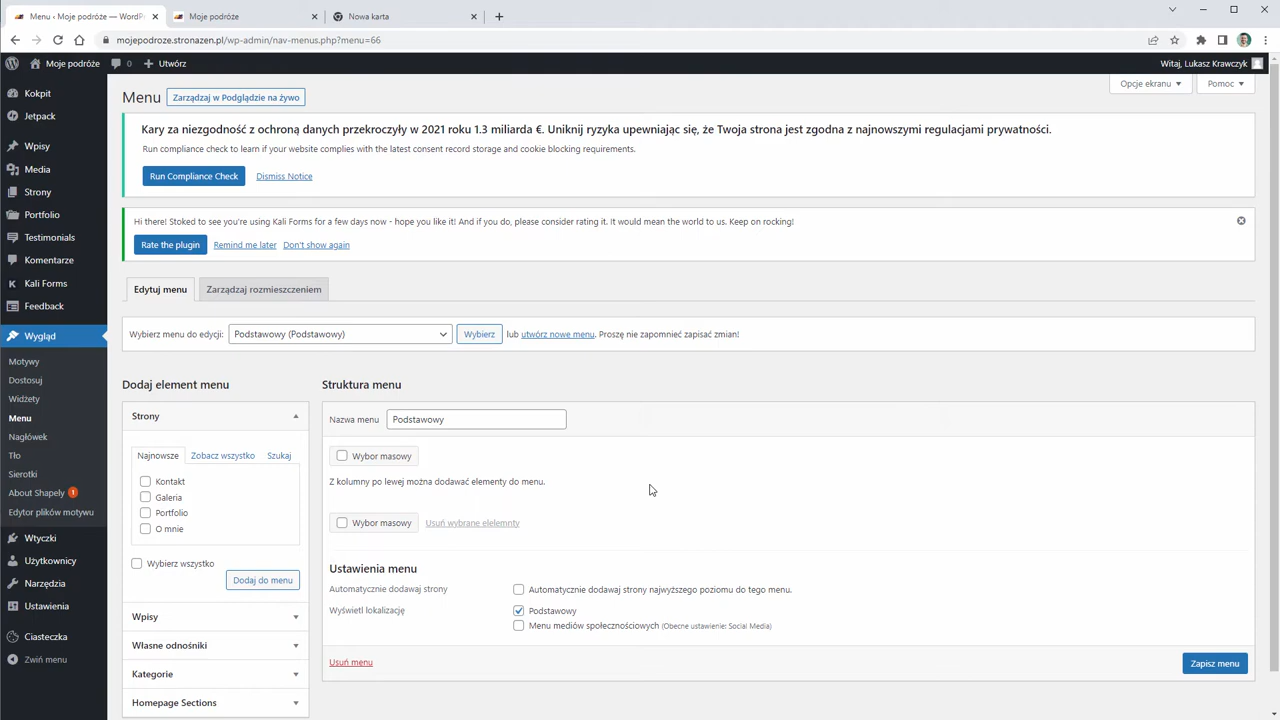 Menu ‹ Moje podróże — WordPr
Moje podróże
Nowa karta
mojepodroze.stronazen.pl/wp-admin/nav-menus.php?menu=66
Moje podróże
0
Utwórz
Witaj, Lukasz Krawczyk
Kokpit
Jetpack
Wpisy
Media
Strony
Portfolio
Testimonials
Komentarze
Kali Forms
Feedback
Wygląd
Motywy
Dostosuj
Widżety
Menu
Nagłówek
Tło
Sierotki
About Shapely 1
Edytor plików motywu
Wtyczki
Użytkownicy
Narzędzia
Ustawienia
Ciasteczka
Zwiń menu
Menu
Zarządzaj w Podglądzie na żywo
Opcje ekranu
Pomoc
Kary za niezgodność z ochroną danych przekroczyły w 2021 roku 1.3 miliarda €. Uniknij ryzyka upewniając się, że Twoja strona jest zgodna z najnowszymi regulacjami prywatności.
Run compliance check to learn if your website complies with the latest consent record storage and cookie blocking requirements.
Run Compliance Check
Dismiss Notice
Hi there! Stoked to see you're using Kali Forms for a few days now - hope you like it! And if you do, please consider rating it. It would mean the world to us. Keep on rocking!
Rate the plugin
Remind me later
Don't show again
Edytuj menu
Zarządzaj rozmieszczeniem
Wybierz menu do edycji:
Podstawowy (Podstawowy)
Wybierz
lub utwórz nowe menu. Proszę nie zapomnieć zapisać zmian!
Dodaj element menu
Strony
Najnowsze
Zobacz wszystko
Szukaj
Kontakt
Galeria
Portfolio
O mnie
Wybierz wszystko
Dodaj do menu
Wpisy
Własne odnośniki
Kategorie
Homepage Sections
Struktura menu
Nazwa menu
Podstawowy
Wybor masowy
Z kolumny po lewej można dodawać elementy do menu.
Wybor masowy
Usuń wybrane elelemnty
Ustawienia menu
Automatycznie dodawaj strony
Automatycznie dodawaj strony najwyższego poziomu do tego menu.
Wyświetl lokalizację
Podstawowy
Menu mediów społecznościowych (Obecne ustawienie: Social Media)
Usuń menu
Zapisz menu